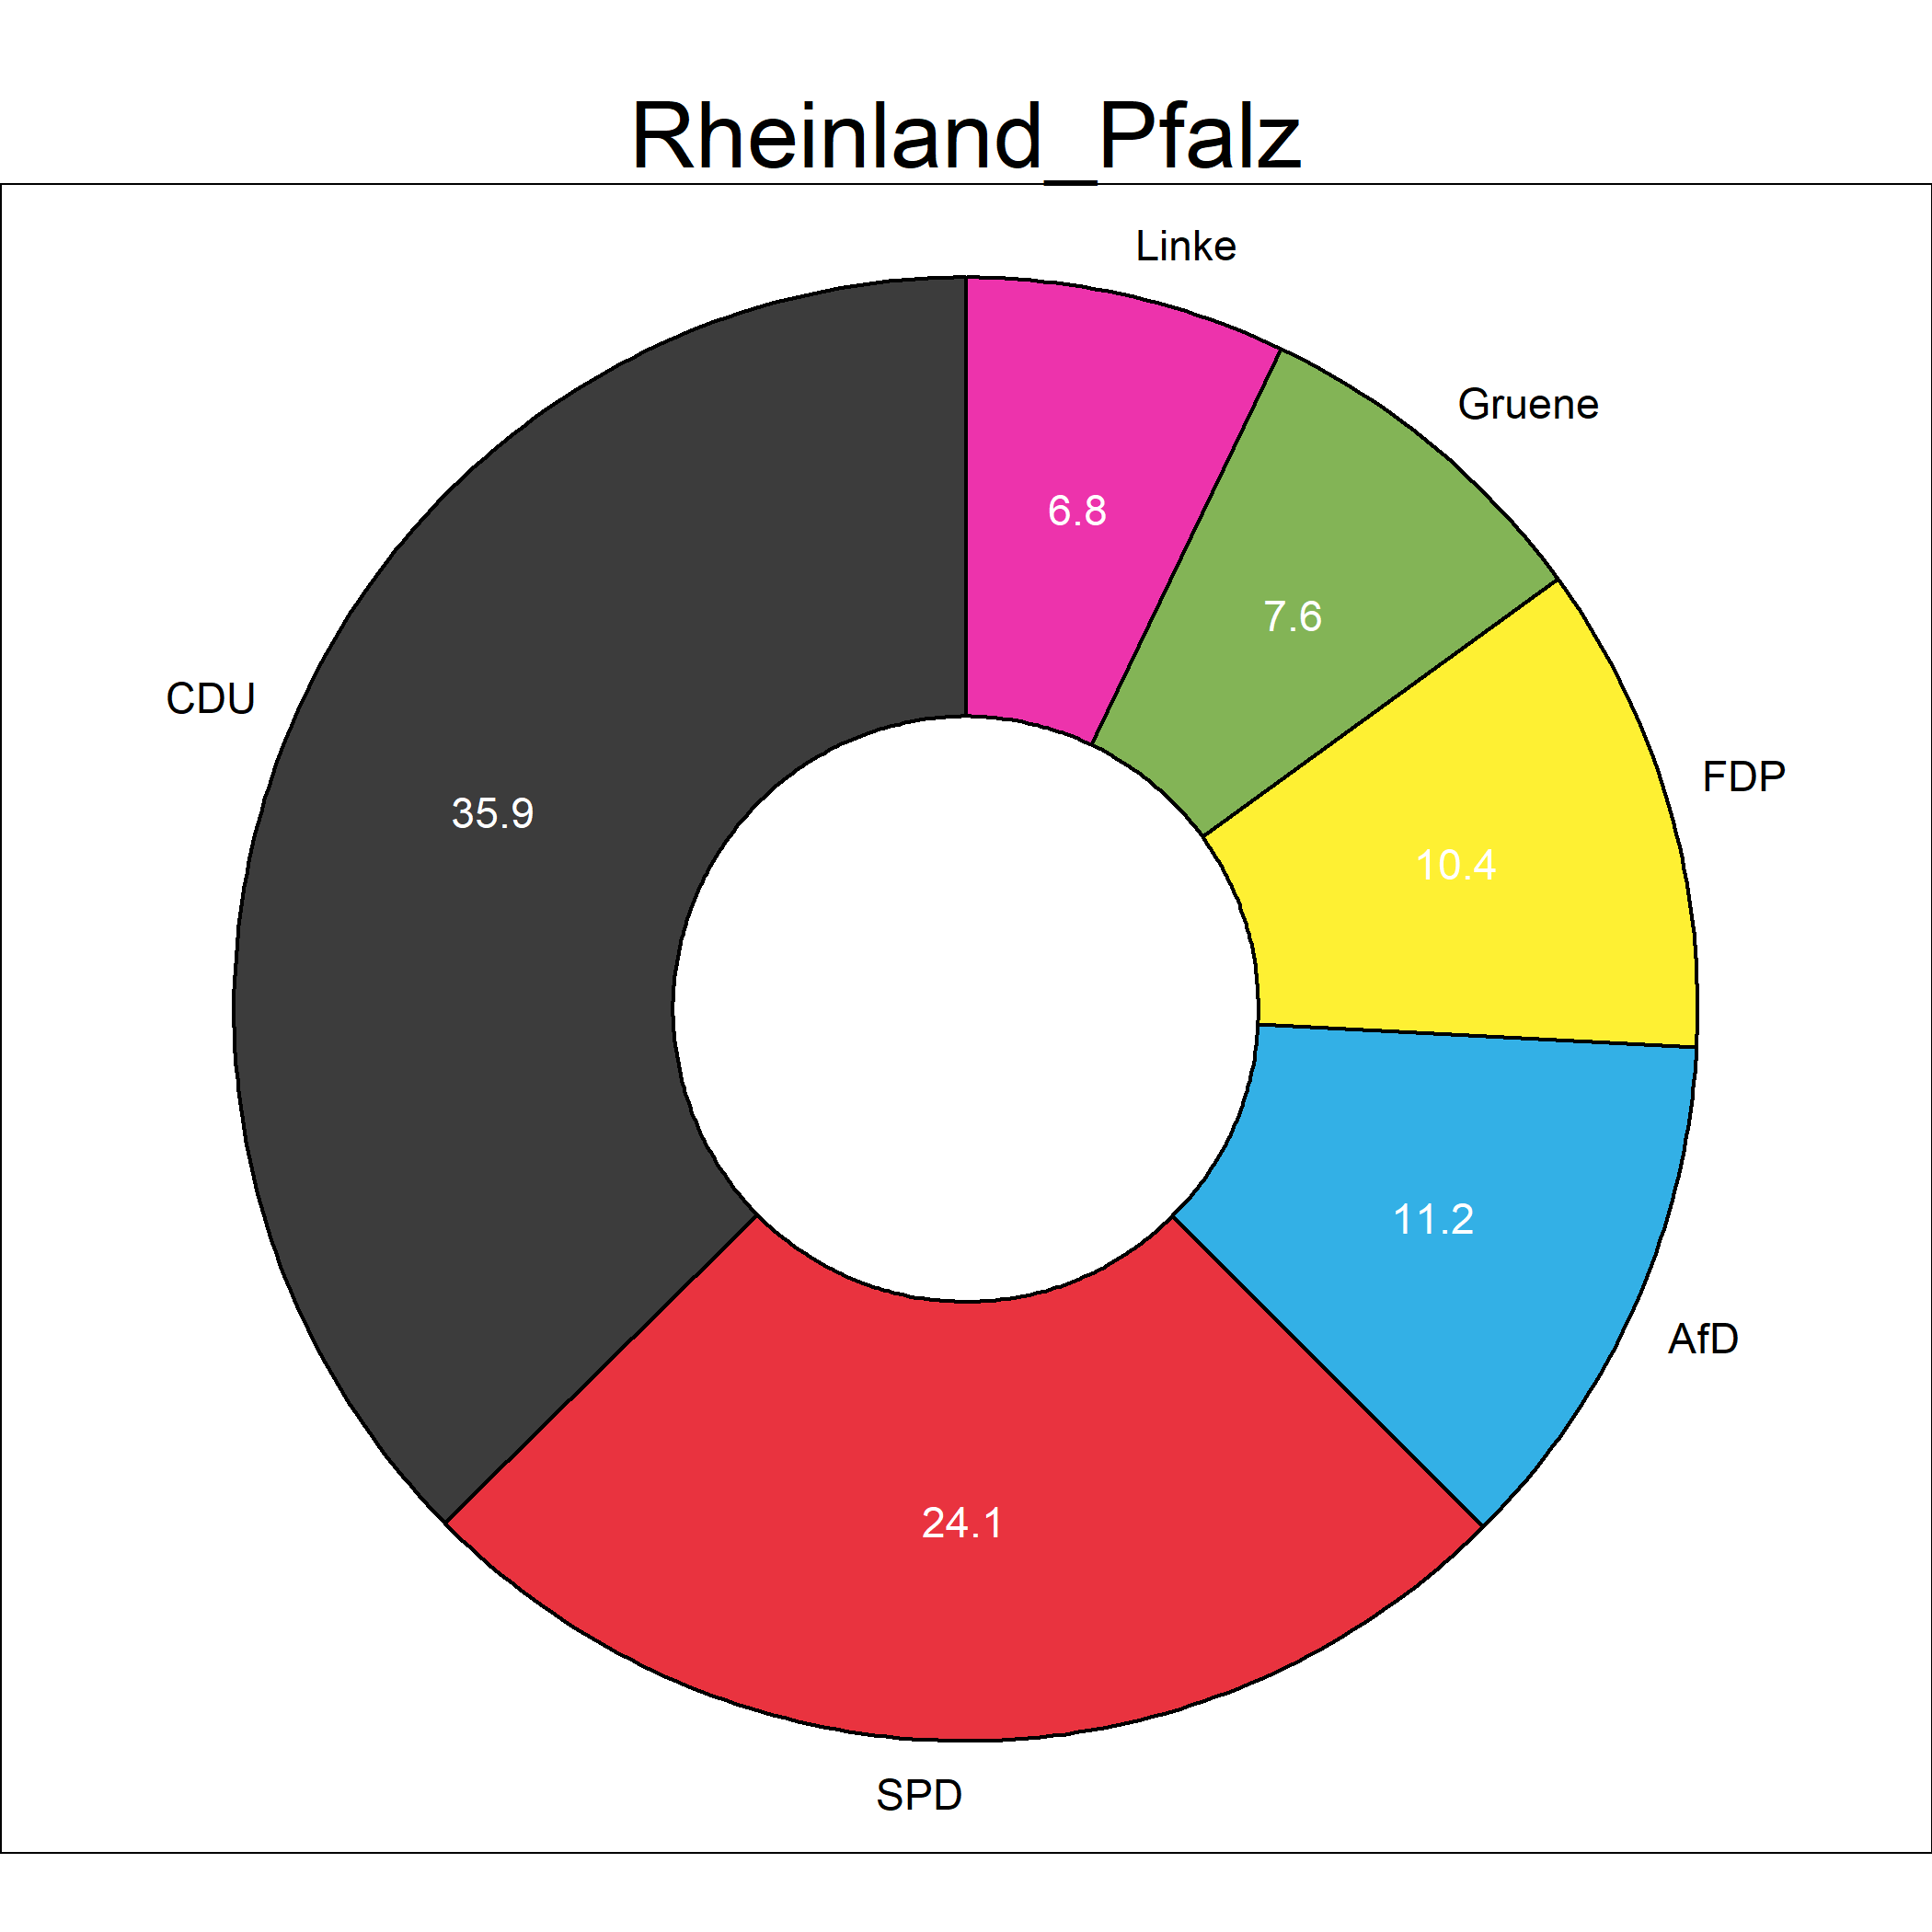 Rheinland_Pfalz
Linke
Gruene
6.8
7.6
CDU
FDP
35.9
10.4
11.2
AfD
24.1
SPD